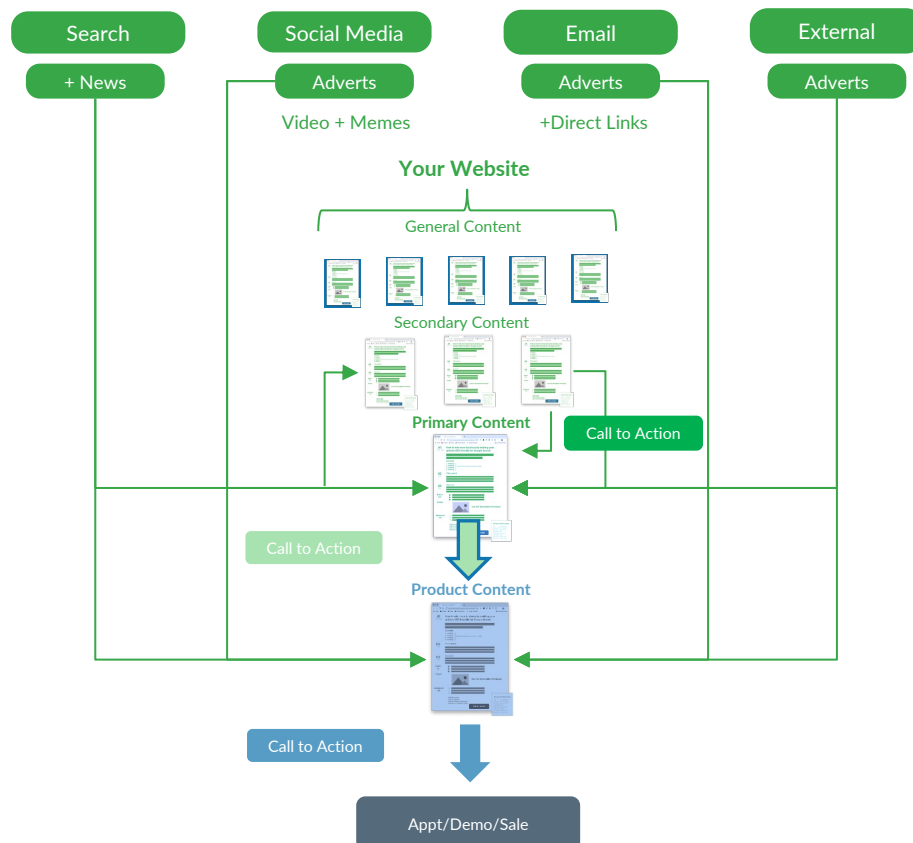 Search
Social Media
Email
External
+ News
Adverts
Adverts
Adverts
Video + Memes
+Direct Links
Your Website
General Content
Secondary Content
Primary Content
Call to Action
Call to Action
Product Content
Call to Action
Appt/Demo/Sale